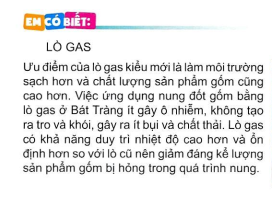 EM CÓ BIẾT:
LÒ GAS
Ưu điểm của lò gas kiểu mới là làm môi trường
sạch hơn và chất lượng sản phẩm gốm cũng
cao hơn. Việc ứng dụng nung đốt gốm bằng
lò gas ở Bát Tràng ít gây ô nhiễm, không tạo
ra tro và khói, gây ra ít bụi và chất thải. Lò gas
có khả năng duy trì nhiệt độ cao hơn và ổn
định hơn so với lò cũ nên giảm đáng kể lượng
sản phẩm gốm bị hỏng trong quá trình nung.